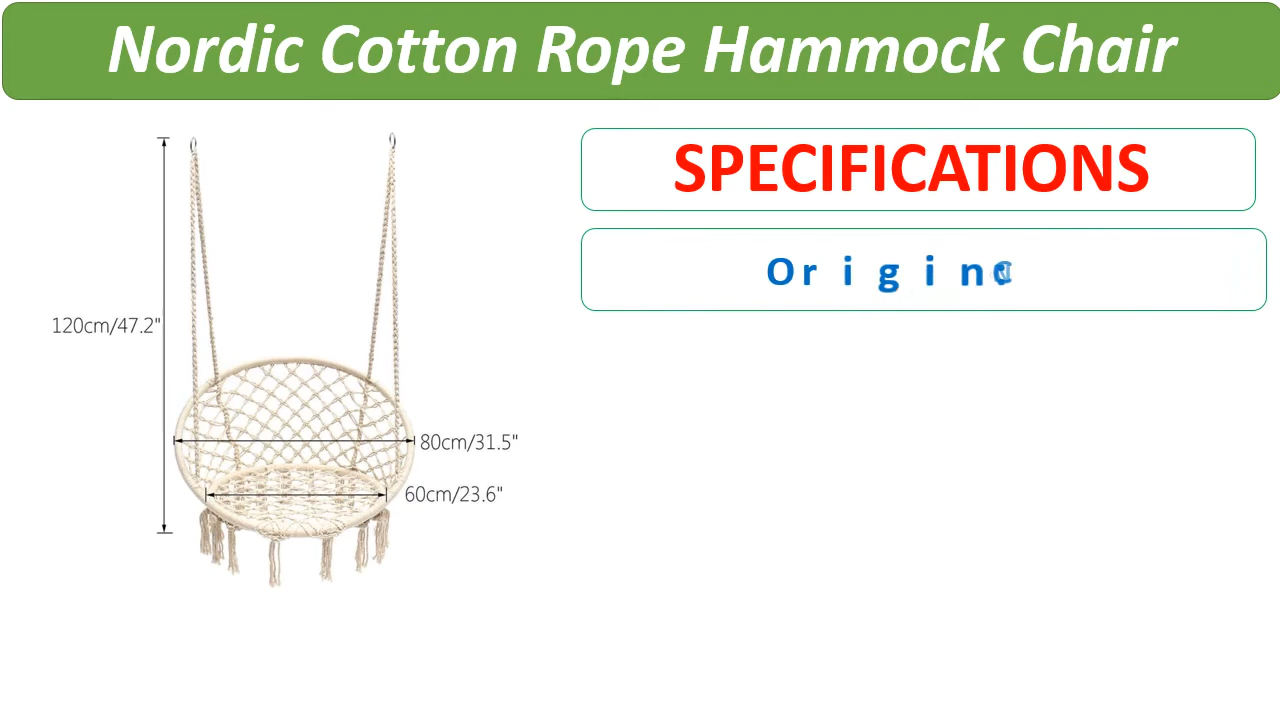 Nordic Cotton Rope Hammock Chair
SPECIFICATIONS
120cm/47.2"
80cm/31.5"
60cm/23.6"